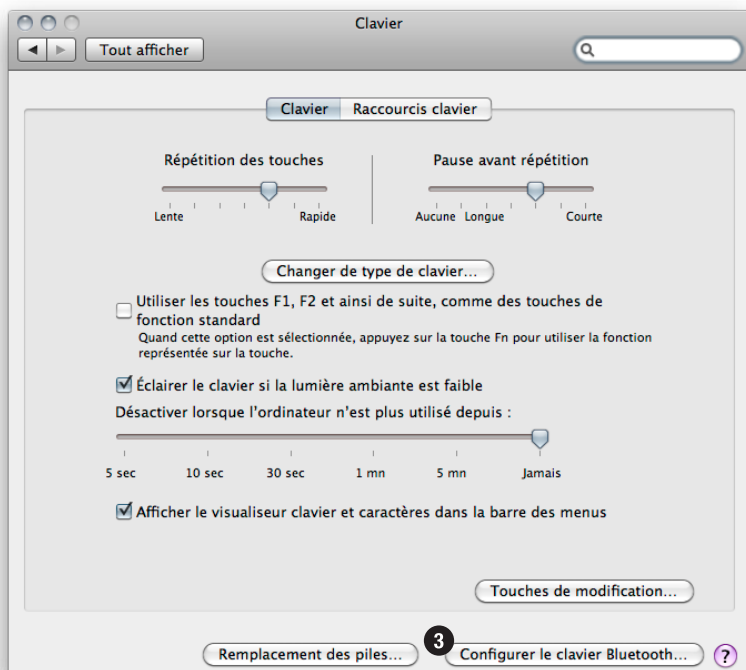 Clavier
Tout afficher
Clavier Raccourcis clavier
Répétition des touches Pause avant répétition
Lente Rapide Aucune Longue Courte
Changer de type de clavier...
Utiliser les touches F1, F2 et ainsi de suite, comme des touches de
fonction standard
Quand cette option est sélectionnée, appuyez sur la touche Fn pour utiliser la fonction
représentée sur la touche.
Éclairer le clavier si la lumière ambiante est faible
Désactiver lorsque l'ordinateur n'est plus utilisé depuis :
5 sec 10 sec 30 sec 1 mn 5 mn Jamais
Afficher le visualiseur clavier et caractères dans la barre des menus
Touches de modification...
3
Remplacement des piles... Configurer le clavier Bluetooth... ?